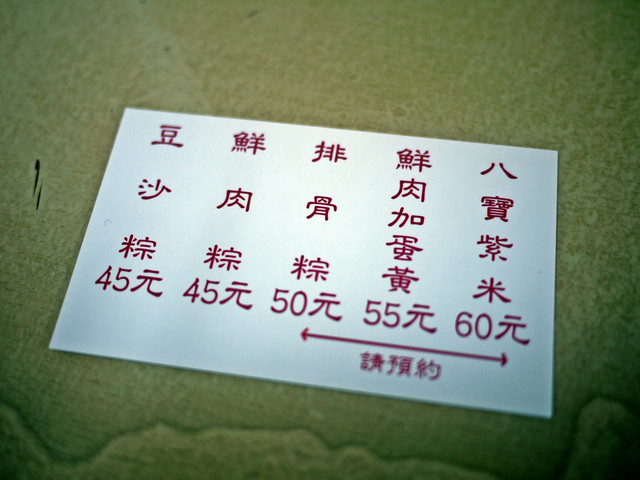 八寶紫米
60元
鮮肉加蛋黃
55元
排骨粽
50元
鮮肉粽
45元
豆沙粽
45元
請預約